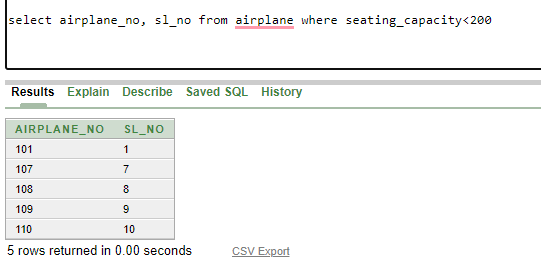 select airplane_no, sl_no from airplane where seating_capacity<200
Results Explain Describe Saved SQL History
AIRPLANE_NO SL_NO
101 1
107 7
108 8
109 9
110 10
5 rows returned in 0.00 seconds CSV Export